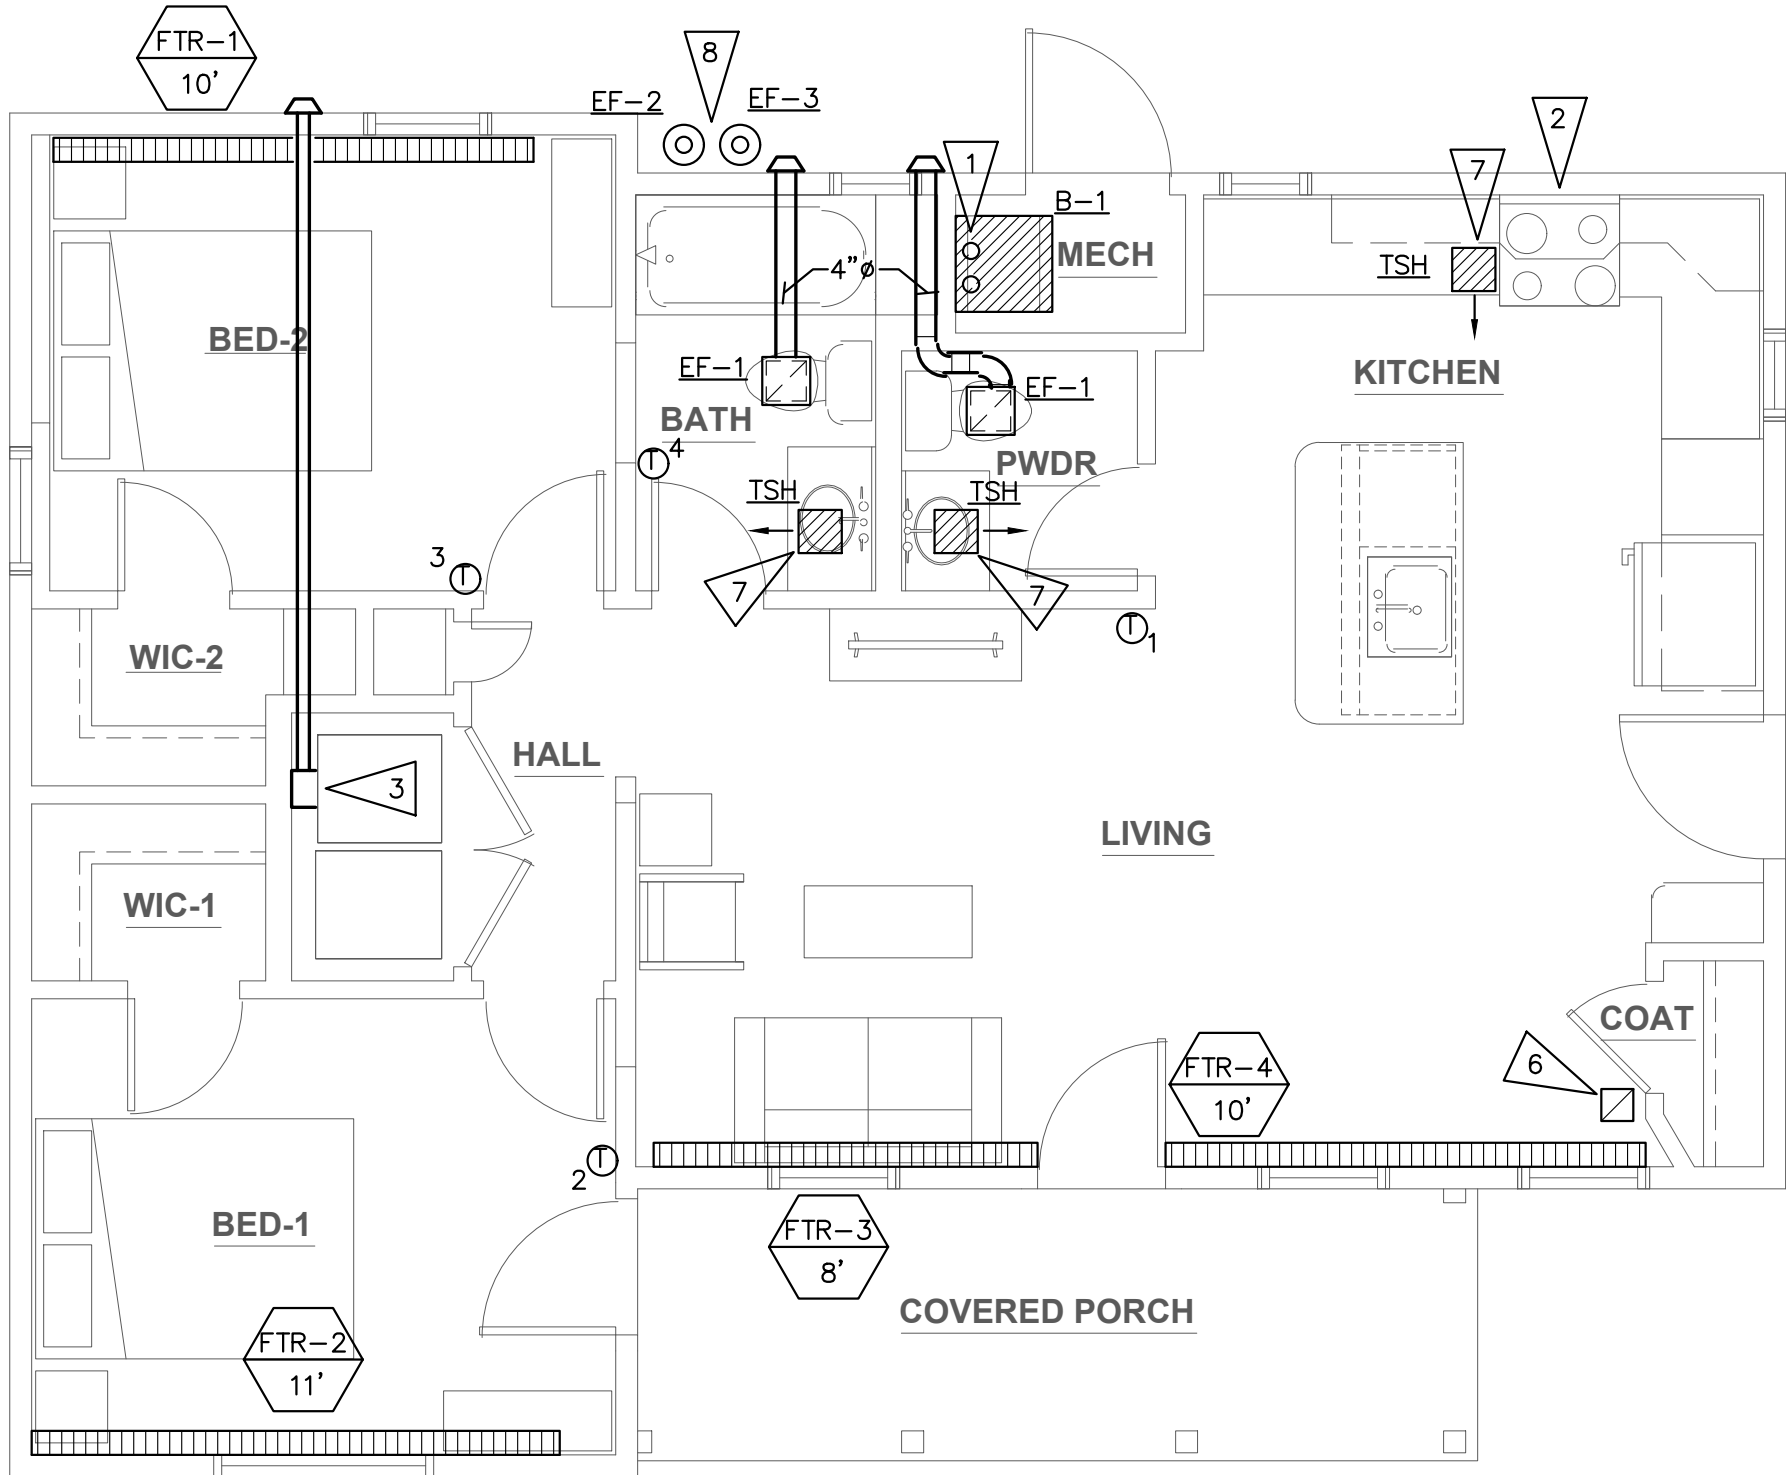 FTR-1
10'
8
EF-2
EF-3
1
2
7
B-1
MECH
TSH
4"ø
BED-2
EF-1
EF-1
KITCHEN
BATH
T 4
PWDR
TSH
TSH
3 T
7
7
T 1
WIC-2
HALL
3
LIVING
WIC-1
COAT
6
FTR-4
10'
T 2
BED-1
FTR-3
8'
COVERED PORCH
FTR-2
11'